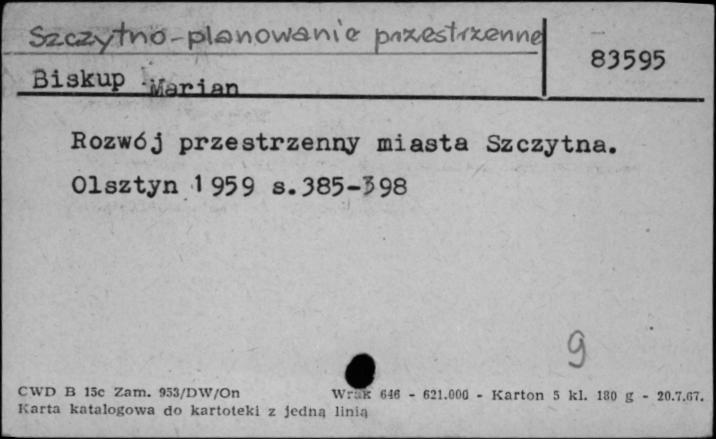 Szczytno-planowanie przestrzenne
83595
Biskup Marian
Rozwój przestrzenny miasta Szczytna.
Olsztyn 1959 s.385-398
9
CWD B 15c Zam. 953/DW/On Wrak 646 - 621.000 - Karton 5 kl. 180 g - 20.7.67.
Karta katalogowa do kartoteki z jedną linią